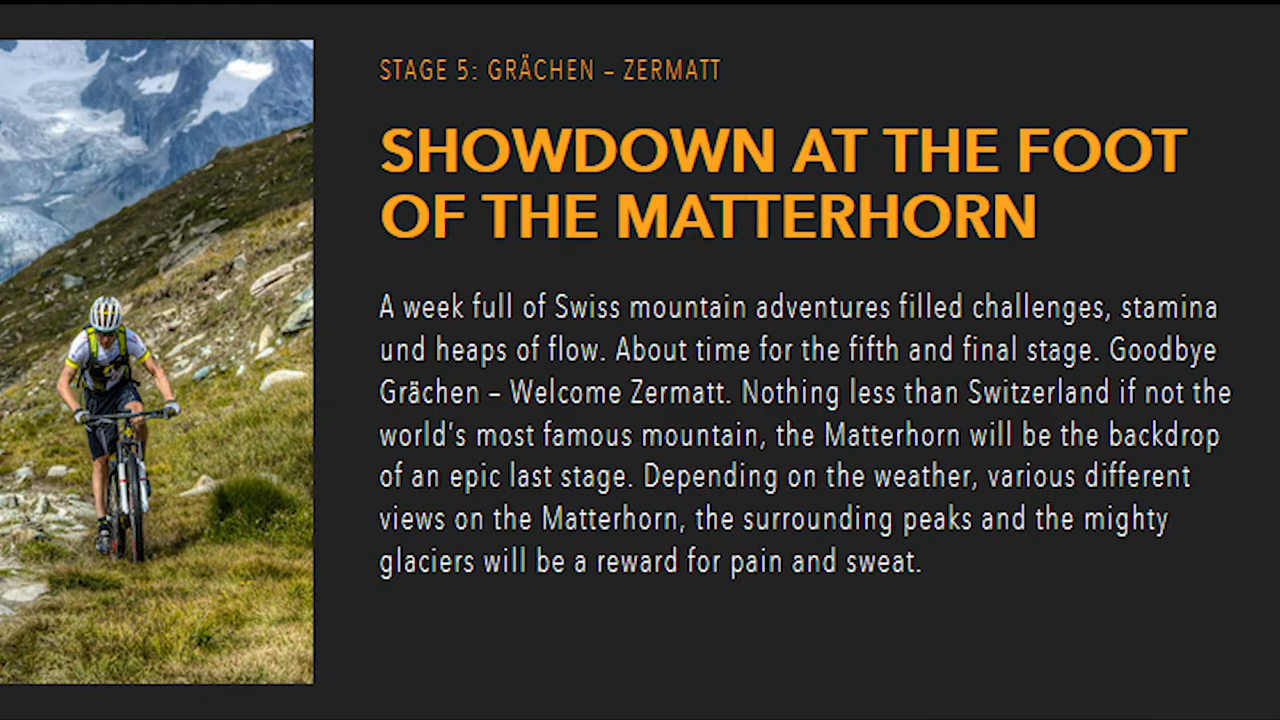 STAGE 5: GRÄCHEN – ZERMATT
SHOWDOWN AT THE FOOT
OF THE MATTERHORN
A week full of Swiss mountain adventures filled challenges, stamina
und heaps of flow. About time for the fifth and final stage. Goodbye
Grächen – Welcome Zermatt. Nothing less than Switzerland if not the
world's most famous mountain, the Matterhorn will be the backdrop
of an epic last stage. Depending on the weather, various different
views on the Matterhorn, the surrounding peaks and the mighty
glaciers will be a reward for pain and sweat.